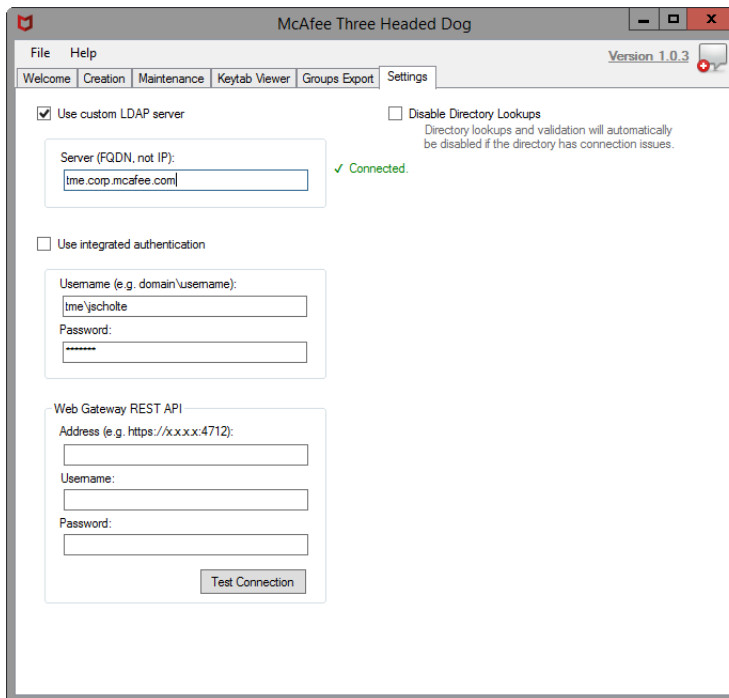 McAfee Three Headed Dog
File Help
Version 1.0.3
Welcome Creation Maintenance Keytab Viewer Groups Export Settings
Use custom LDAP server
Disable Directory Lookups
Directory lookups and validation will automatically
be disabled if the directory has connection issues.
Server (FQDN, not IP):
✓ Connected.
tme.corp.mcafee.com
Use integrated authentication
Username (e.g. domain\username):
tme\jscholte
Password:
*******
Web Gateway REST API
Address (e.g. https://x.x.x.x:4712):
Username:
Password:
Test Connection